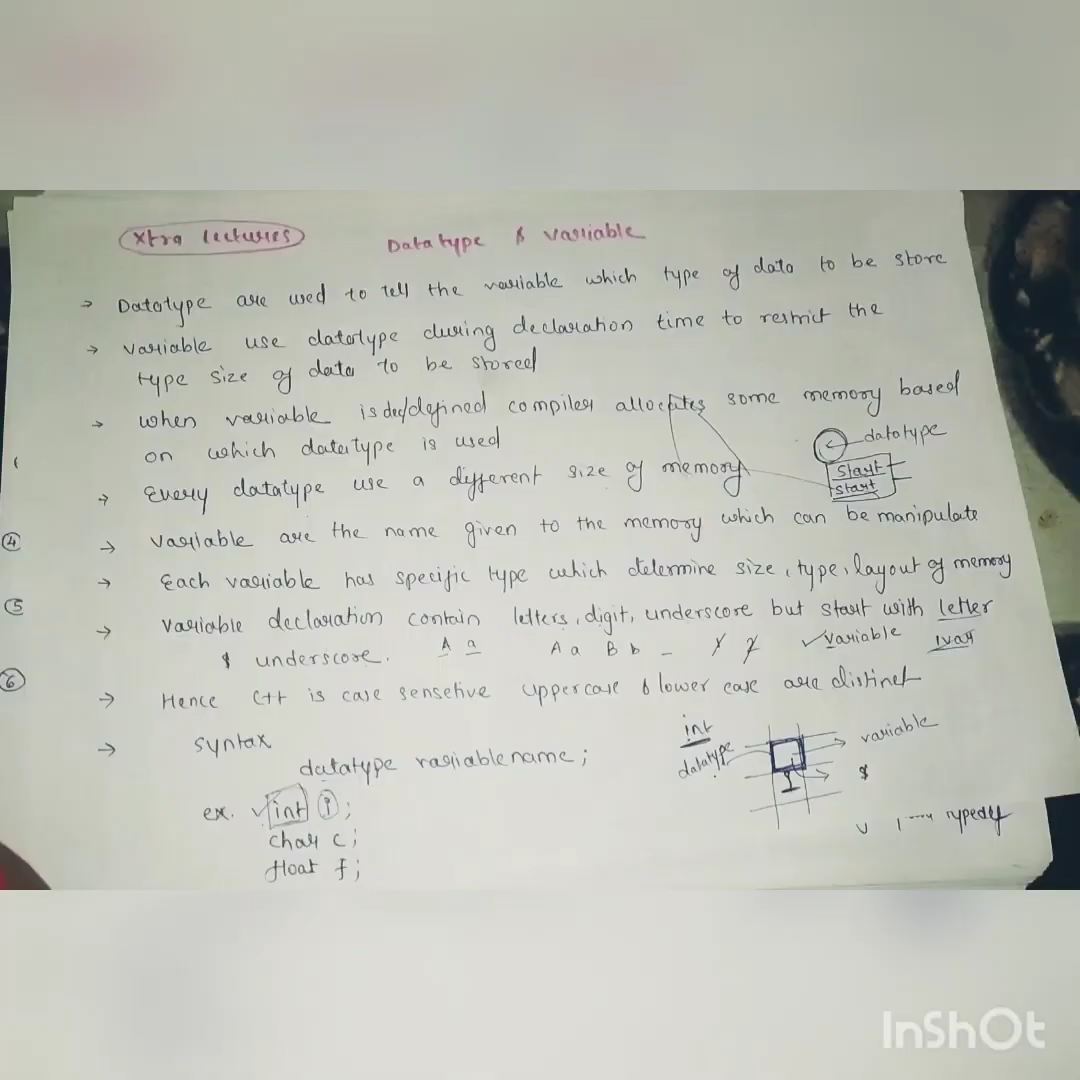 Xtra lectures
Datatype & variable
→ Datatype are used to tell the variable which type of data to be store
→ variable use datatype during declaration time to restrict the
type size of data to be stored
→ when variable is dec/defined compiler allocates some memory based
on which datatype is used
datatype
→ Every datatype use a different size of memory
start
start
④ → variable are the name given to the memory which can be manipulate
→ Each variable has specific type which determine size, type, layout of memory
⑤ → variable declaration contain letters, digit, underscore but start with letter
& underscore. A a A a B b _ ✓variable 1var
⑥ → Hence C++ is case sensetive uppercase & lower case are distinct
→ syntax
int
datatype
variable
datatype variablename;
ex. ✓int i;
char c;
float f;
typedef
InShOt